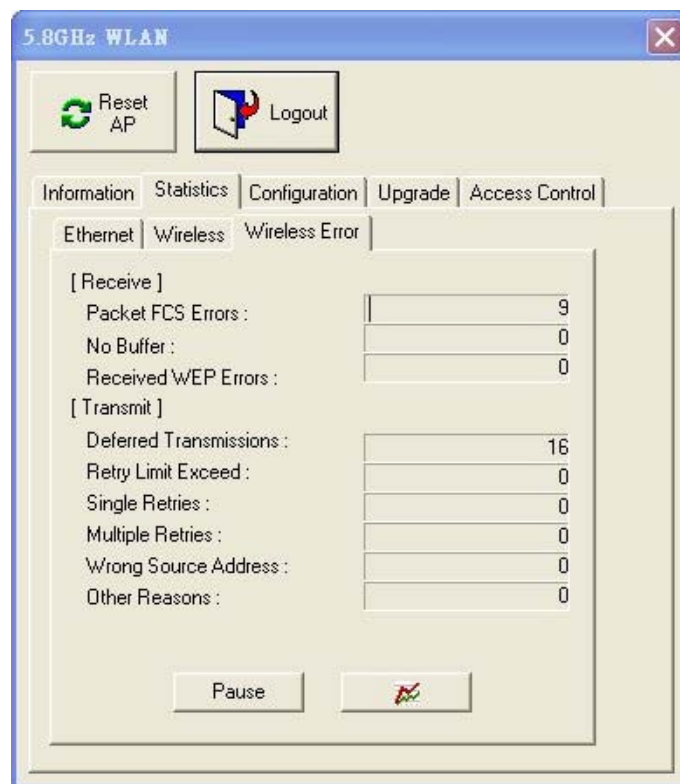 5.8GHz WLAN
Reset AP
Logout
Information Statistics Configuration Upgrade Access Control
Ethernet Wireless Wireless Error
[ Receive ]
Packet FCS Errors : 9
No Buffer : 0
Received WEP Errors : 0
[ Transmit ]
Deferred Transmissions : 16
Retry Limit Exceed : 0
Single Retries : 0
Multiple Retries : 0
Wrong Source Address : 0
Other Reasons : 0
Pause